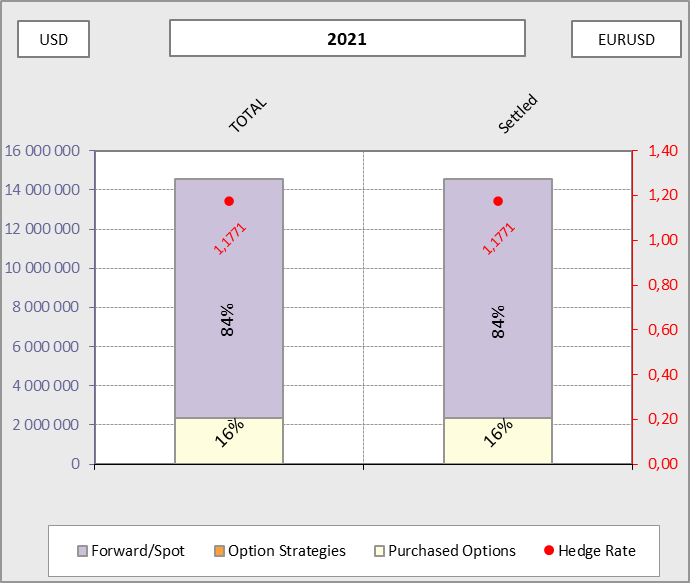 USD
2021
EURUSD
TOTAL
Settled
16 000 000
14 000 000
12 000 000
10 000 000
8 000 000
6 000 000
4 000 000
2 000 000
0
1,1771
84%
16%
1,1771
84%
16%
1,40
1,20
1,00
0,80
0,60
0,40
0,20
0,00
Forward/Spot
Option Strategies
Purchased Options
Hedge Rate